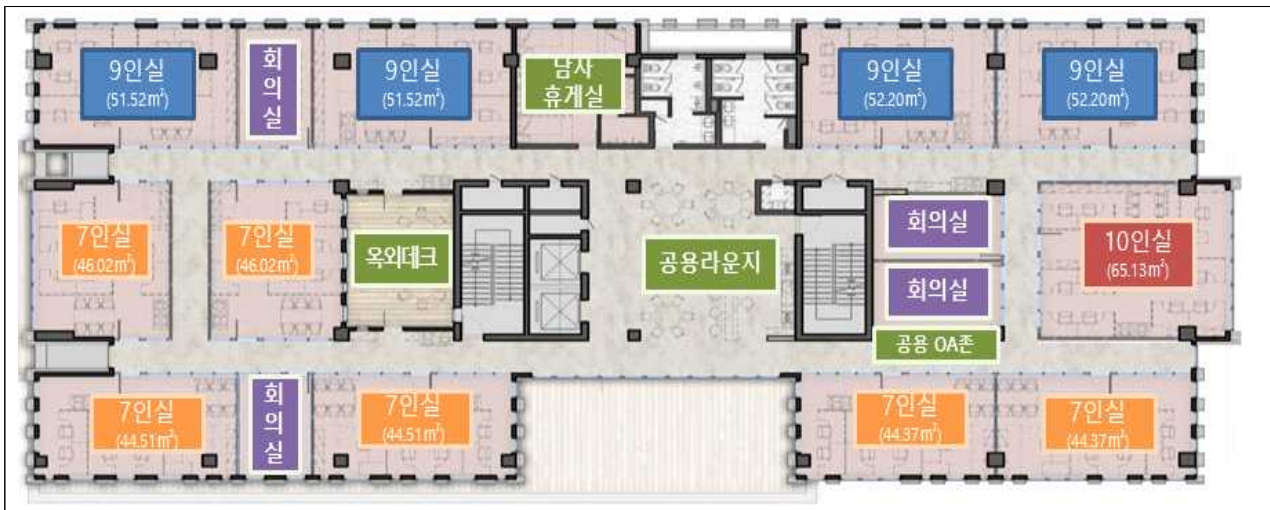 9인실
(51.52㎡)
회
의
실
9인실
(51.52㎡)
남자
휴게실
9인실
(52.20㎡)
9인실
(52.20㎡)
7인실
(46.02㎡)
7인실
(46.02㎡)
옥외데크
공용라운지
회의실
회의실
공용 OA존
10인실
(65.13㎡)
7인실
(44.51㎡)
회
의
실
7인실
(44.51㎡)
7인실
(44.37㎡)
7인실
(44.37㎡)